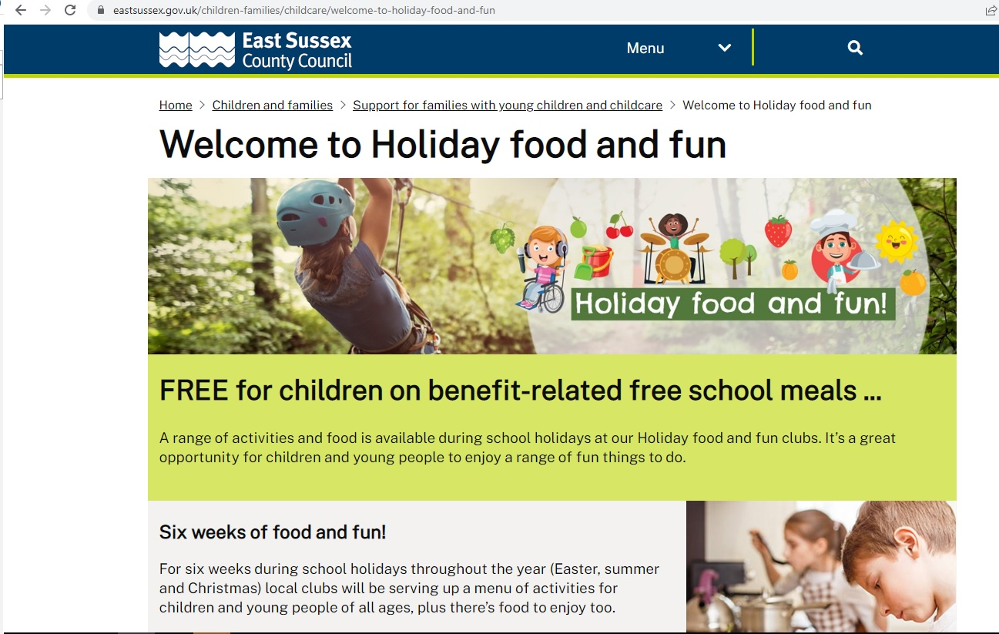 eastsussex.gov.uk/children-families/childcare/welcome-to-holiday-food-and-fun
East Sussex
County Council
Menu
Home > Children and families > Support for families with young children and childcare > Welcome to Holiday food and fun
Welcome to Holiday food and fun
Holiday food and fun!
FREE for children on benefit-related free school meals ...
A range of activities and food is available during school holidays at our Holiday food and fun clubs. It’s a great
opportunity for children and young people to enjoy a range of fun things to do.
Six weeks of food and fun!
For six weeks during school holidays throughout the year (Easter, summer
and Christmas) local clubs will be serving up a menu of activities for
children and young people of all ages, plus there’s food to enjoy too.